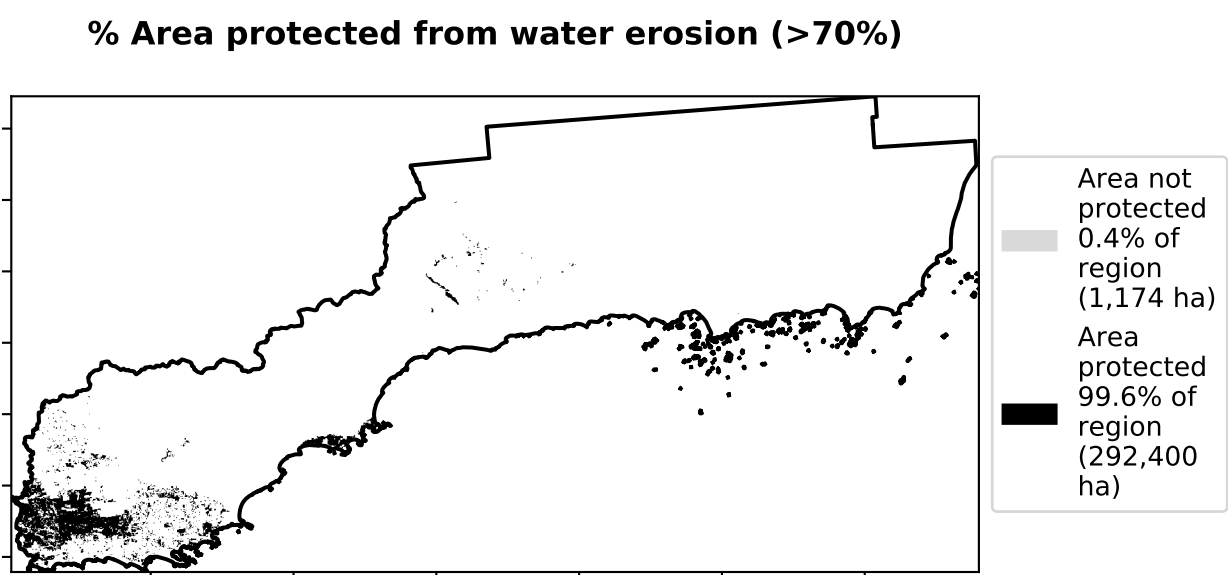 % Area protected from water erosion (>70%)
Area not
protected
0.4% of
region
(1,174 ha)
Area
protected
99.6% of
region
(292,400
ha)